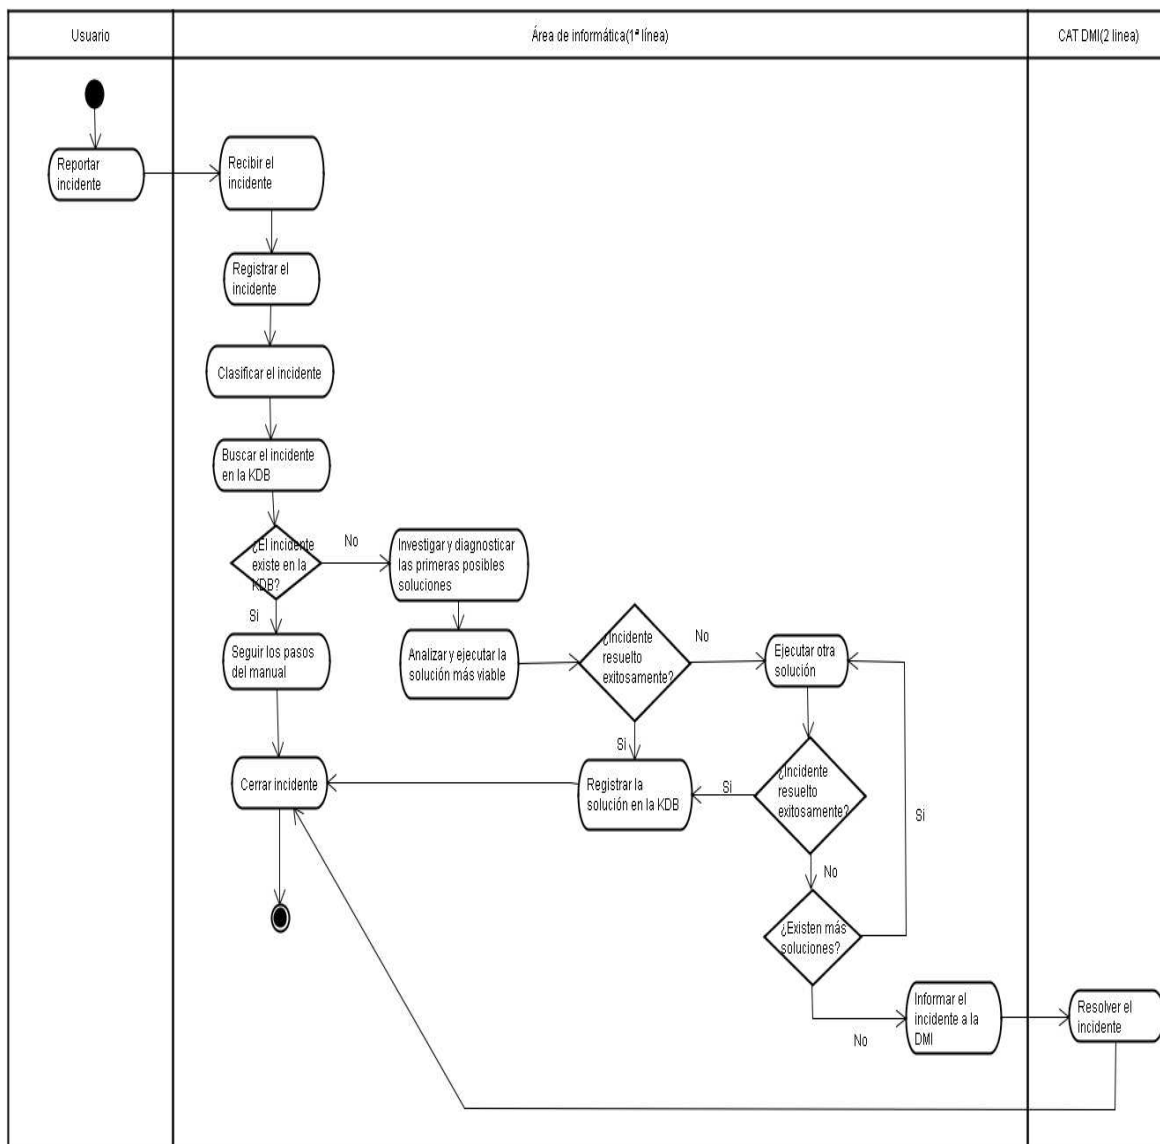 Usuario
Área de informática(1ª línea)
CAT DMI(2 linea)
Reportar
incidente
Recibir el
incidente
Registrar el
incidente
Clasificar el incidente
Buscar el incidente
en la KDB
¿El incidente
existe en la
KDB?
No
Si
Investigar y diagnosticar
las primeras posibles
soluciones
Seguir los pasos
del manual
Analizar y ejecutar la
solución más viable
¿Incidente
resuelto
exitosamente?
No
Si
Ejecutar otra
solución
Cerrar incidente
Registrar la
solución en la KDB
Si
¿Incidente
resuelto
exitosamente?
Si
No
¿Existen más
soluciones?
No
Informar el
incidente a la
DMI
Resolver el
incidente